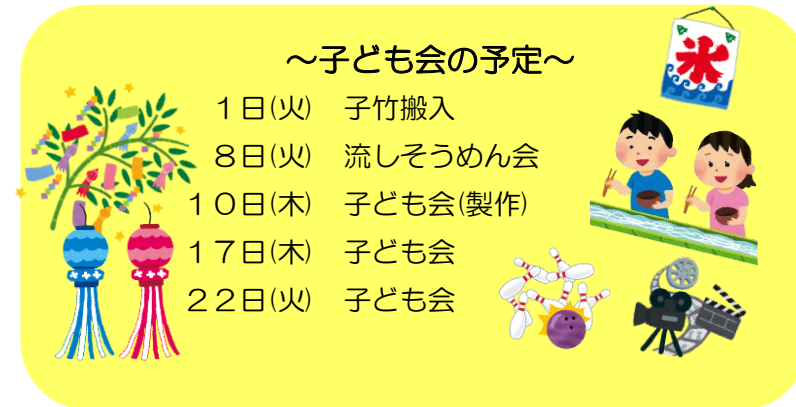 ～子ども会の予定～
１日(火)　子竹搬入
８日(火)　流しそうめん会
１０日(木)　子ども会(製作)
１７日(木)　子ども会
２２日(火)　子ども会
氷